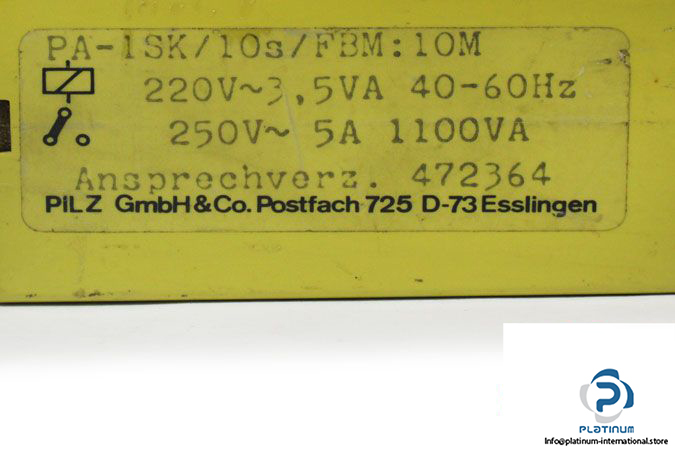 PA-1SK/10s/FBM:10M
220V~3,5VA 40-60Hz
250V~ 5A 1100VA
Ansprechverz. 472364
PILZ GmbH & Co. Postfach 725 D-73 Esslingen
PLATINUM
Info@platinum-international.store